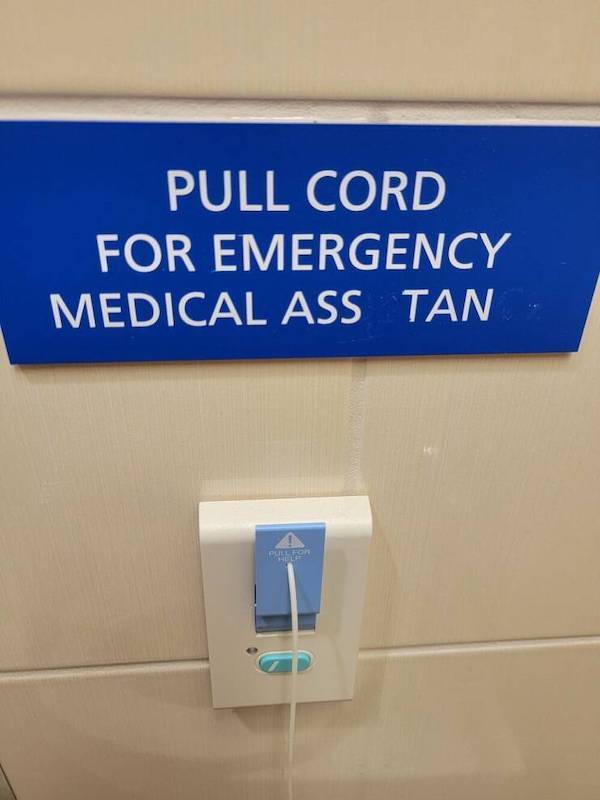 PULL CORD
FOR EMERGENCY
MEDICAL ASS TAN
PULL FOR
HELP